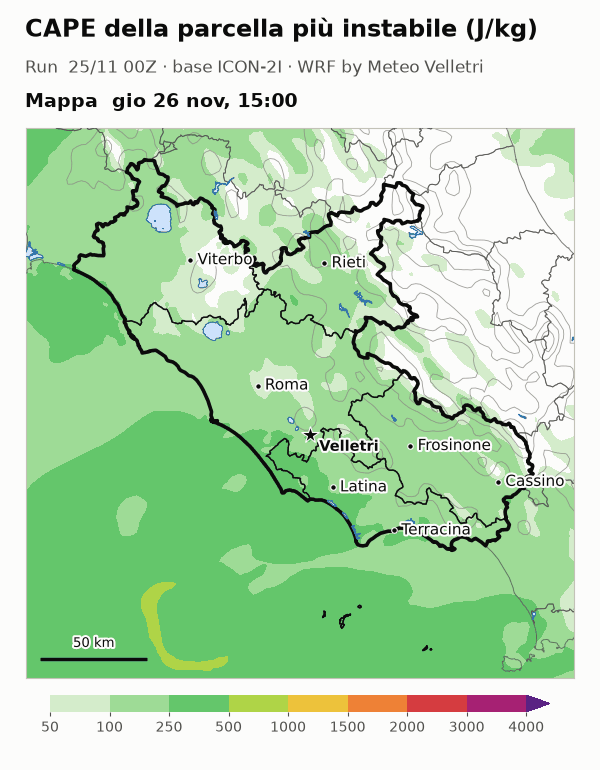 CAPE della parcella più instabile (J/kg)
Run  25/11 00Z · base ICON-2I · WRF by Meteo Velletri
Mappa  gio 26 nov, 15:00
Viterbo
Rieti
Roma
Velletri
Frosinone
Cassino
Latina
Terracina
50 km
50 100 250 500 1000 1500 2000 3000 4000